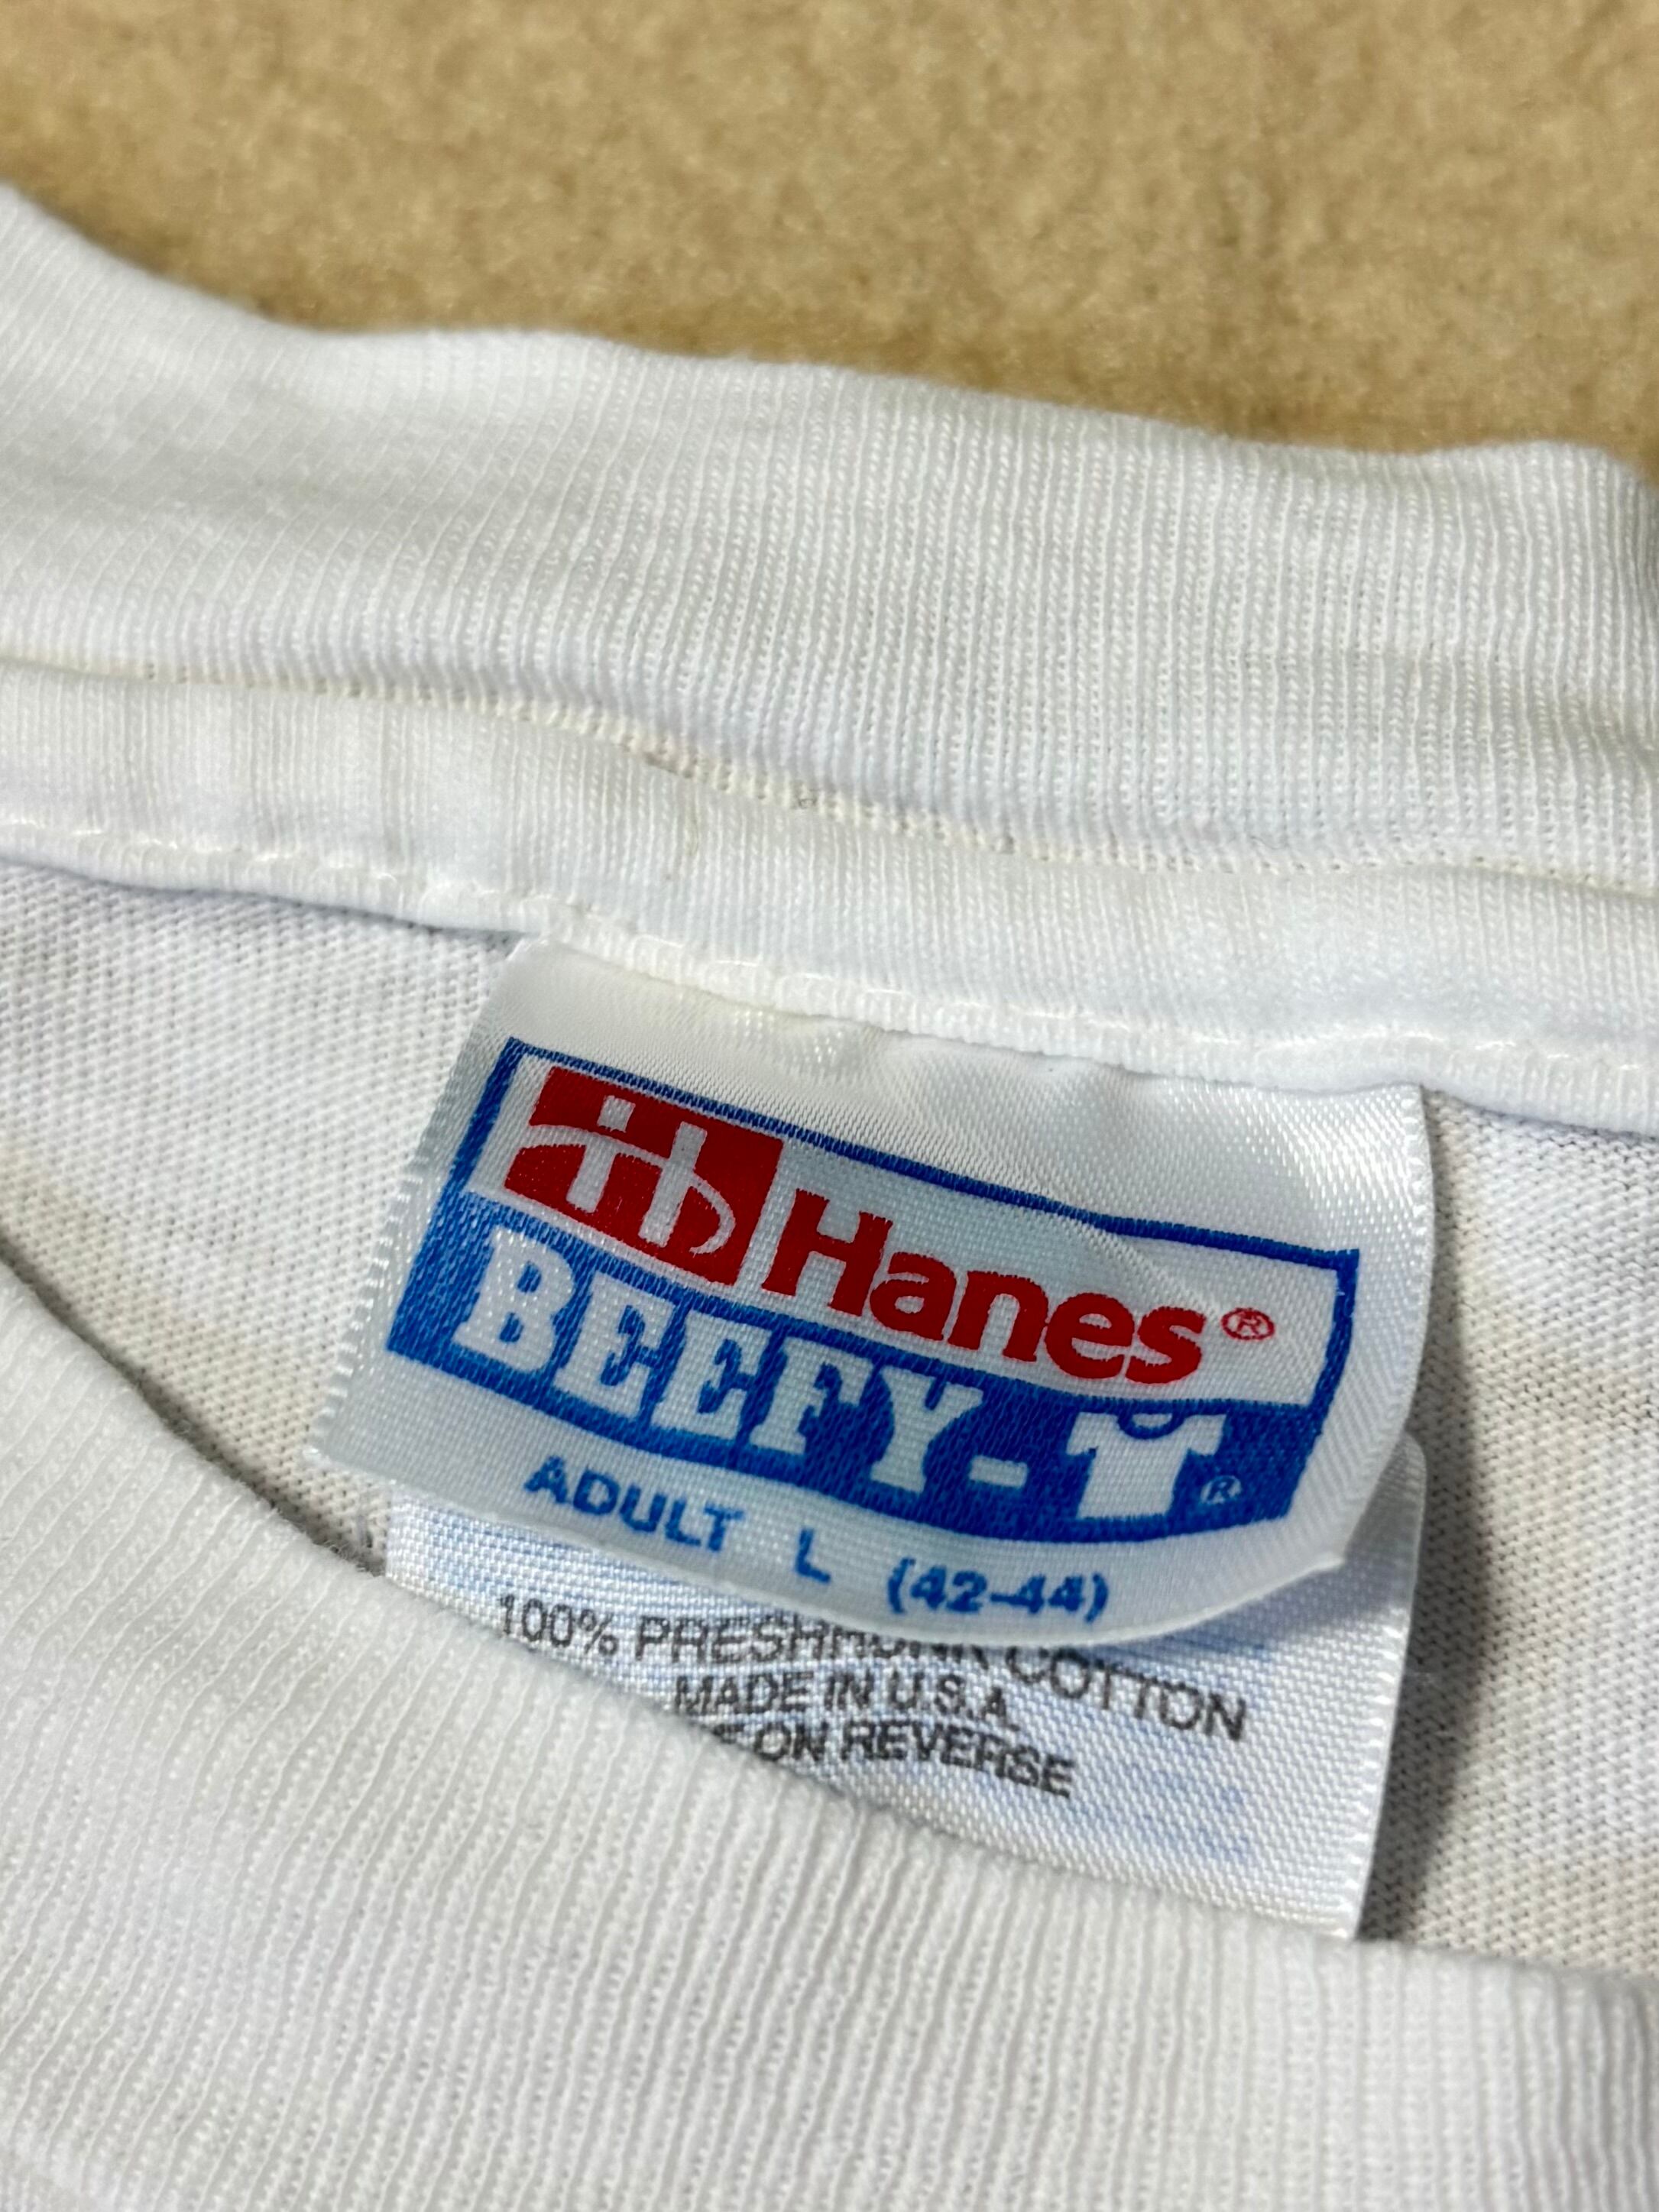 Hanes®
BEEFY-T®
ADULT L (42-44)
100% PRESHRUNK COTTON
MADE IN U.S.A.
ON REVERSE